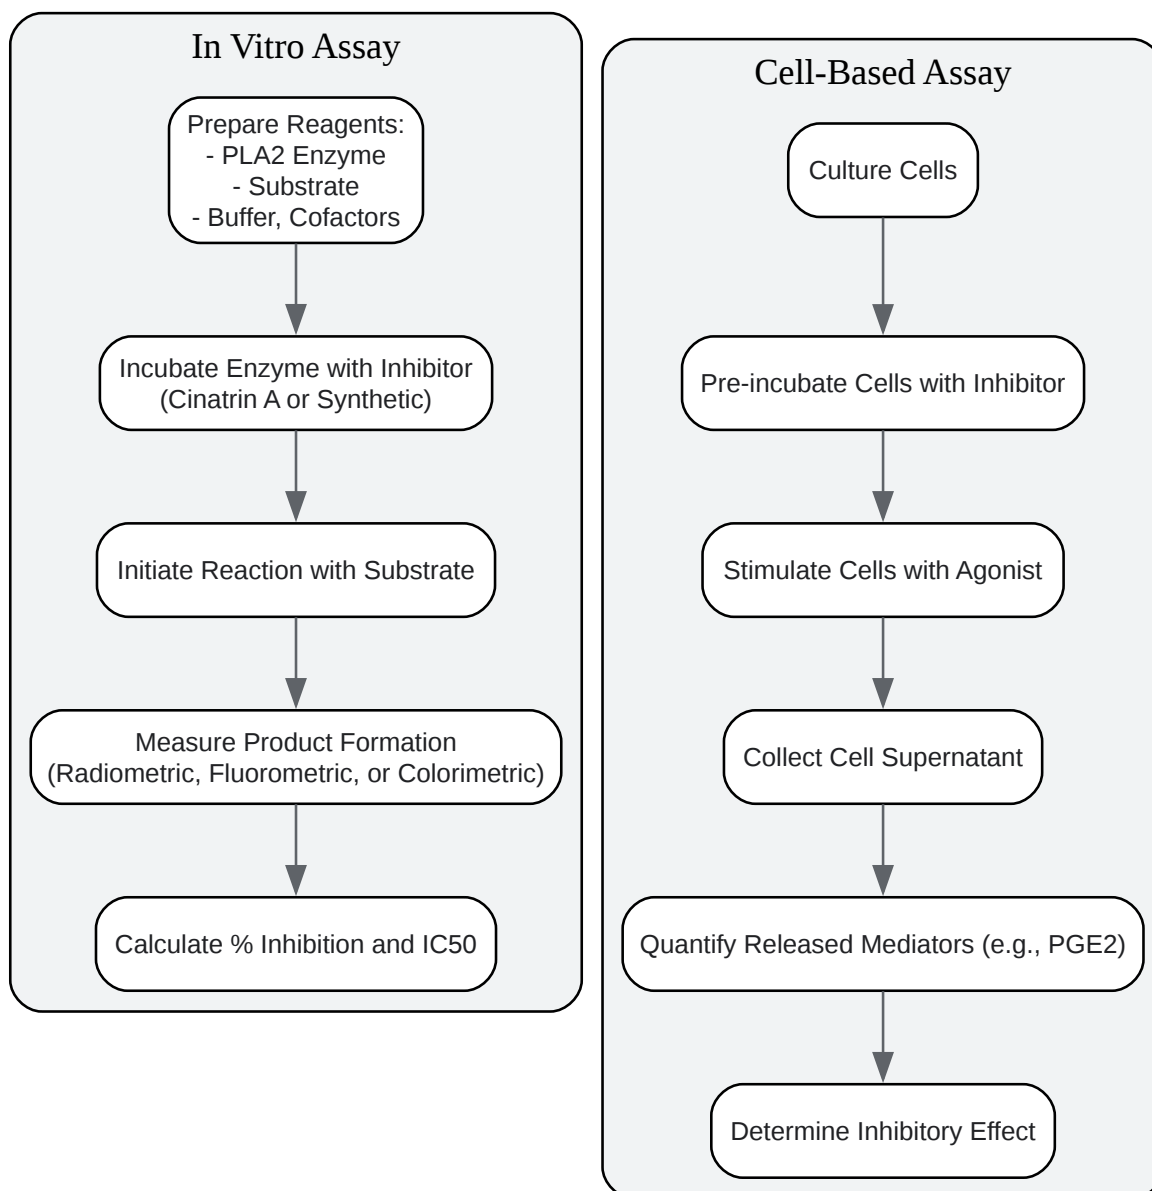 In Vitro Assay
Prepare Reagents:
- PLA2 Enzyme
- Substrate
- Buffer, Cofactors
Incubate Enzyme with Inhibitor
(Cinatrin A or Synthetic)
Initiate Reaction with Substrate
Measure Product Formation
(Radiometric, Fluorometric, or Colorimetric)
Calculate % Inhibition and IC50
Cell-Based Assay
Culture Cells
Pre-incubate Cells with Inhibitor
Stimulate Cells with Agonist
Collect Cell Supernatant
Quantify Released Mediators (e.g., PGE2)
Determine Inhibitory Effect